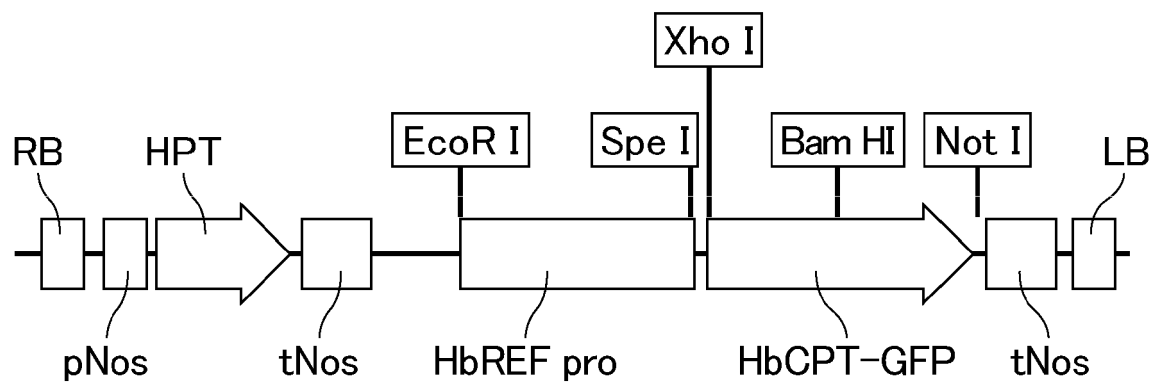 Xho I
EcoR I
Spe I
Bam HI
Not I
RB
HPT
LB
pNos
tNos
HbREF pro
HbCPT-GFP
tNos